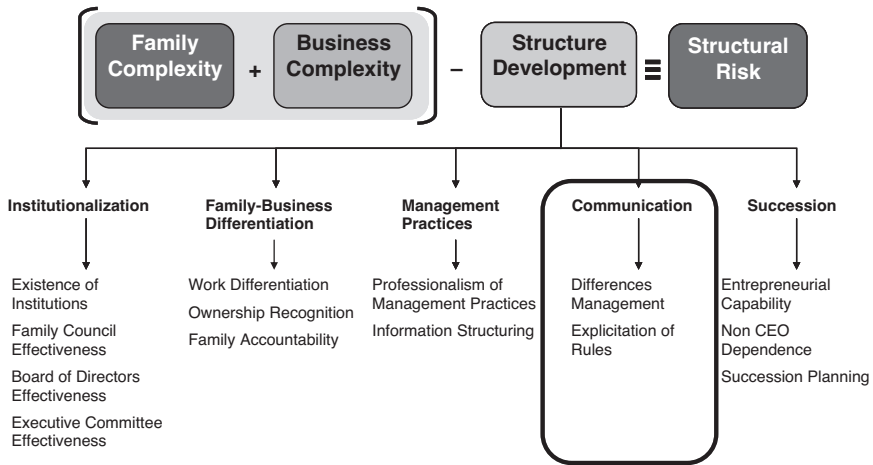 Family
Complexity
+
Business
Complexity
–
Structure
Development
≡
Structural
Risk
Institutionalization
Existence of
Institutions
Family Council
Effectiveness
Board of Directors
Effectiveness
Executive Committee
Effectiveness
Family-Business
Differentiation
Work Differentiation
Ownership Recognition
Family Accountability
Management
Practices
Professionalism of
Management Practices
Information Structuring
Communication
Differences
Management
Explicitation of
Rules
Succession
Entrepreneurial
Capability
Non CEO
Dependence
Succession Planning